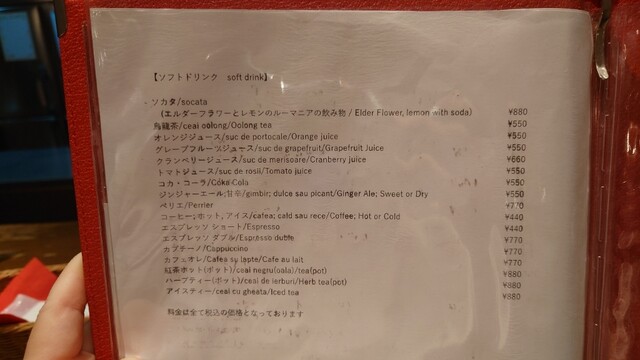 【ソフトドリンク　soft drink】
- ソカタ/socata
(エルダーフラワーとレモンのルーマニアの飲み物 / Elder Flower, lemon with soda) ¥880
烏龍茶/ceai oolong/Oolong tea ¥550
オレンジジュース/suc de portocale/Orange juice ¥550
グレープフルーツジュース/suc de grapefruit/Grapefruit Juice ¥550
クランベリージュース/suc de merisoare/Cranberry juice ¥660
トマトジュース/suc de rosii/Tomato juice ¥550
コカ・コーラ/Coka-Cola ¥550
ジンジャーエール;甘辛/gimbir; dulce sau picant/Ginger Ale; Sweet or Dry ¥550
ペリエ/Perrier ¥770
コーヒー;ホット, アイス/cafea; cald sau rece/Coffee; Hot or Cold ¥440
エスプレッソ ショート/Espresso ¥440
エスプレッソ ダブル/Espresso duble ¥770
カプチーノ/Cappuccino ¥770
カフェオレ/Cafea su lapte/Cafe au lait ¥770
紅茶ホット(ポット)/ceai negru(oala)/tea(pot) ¥880
ハーブティー(ポット)/ceai de ierburi/Herb tea(pot) ¥880
アイスティー/ceai cu gheata/Iced tea ¥880
料金は全て税込の価格となっております